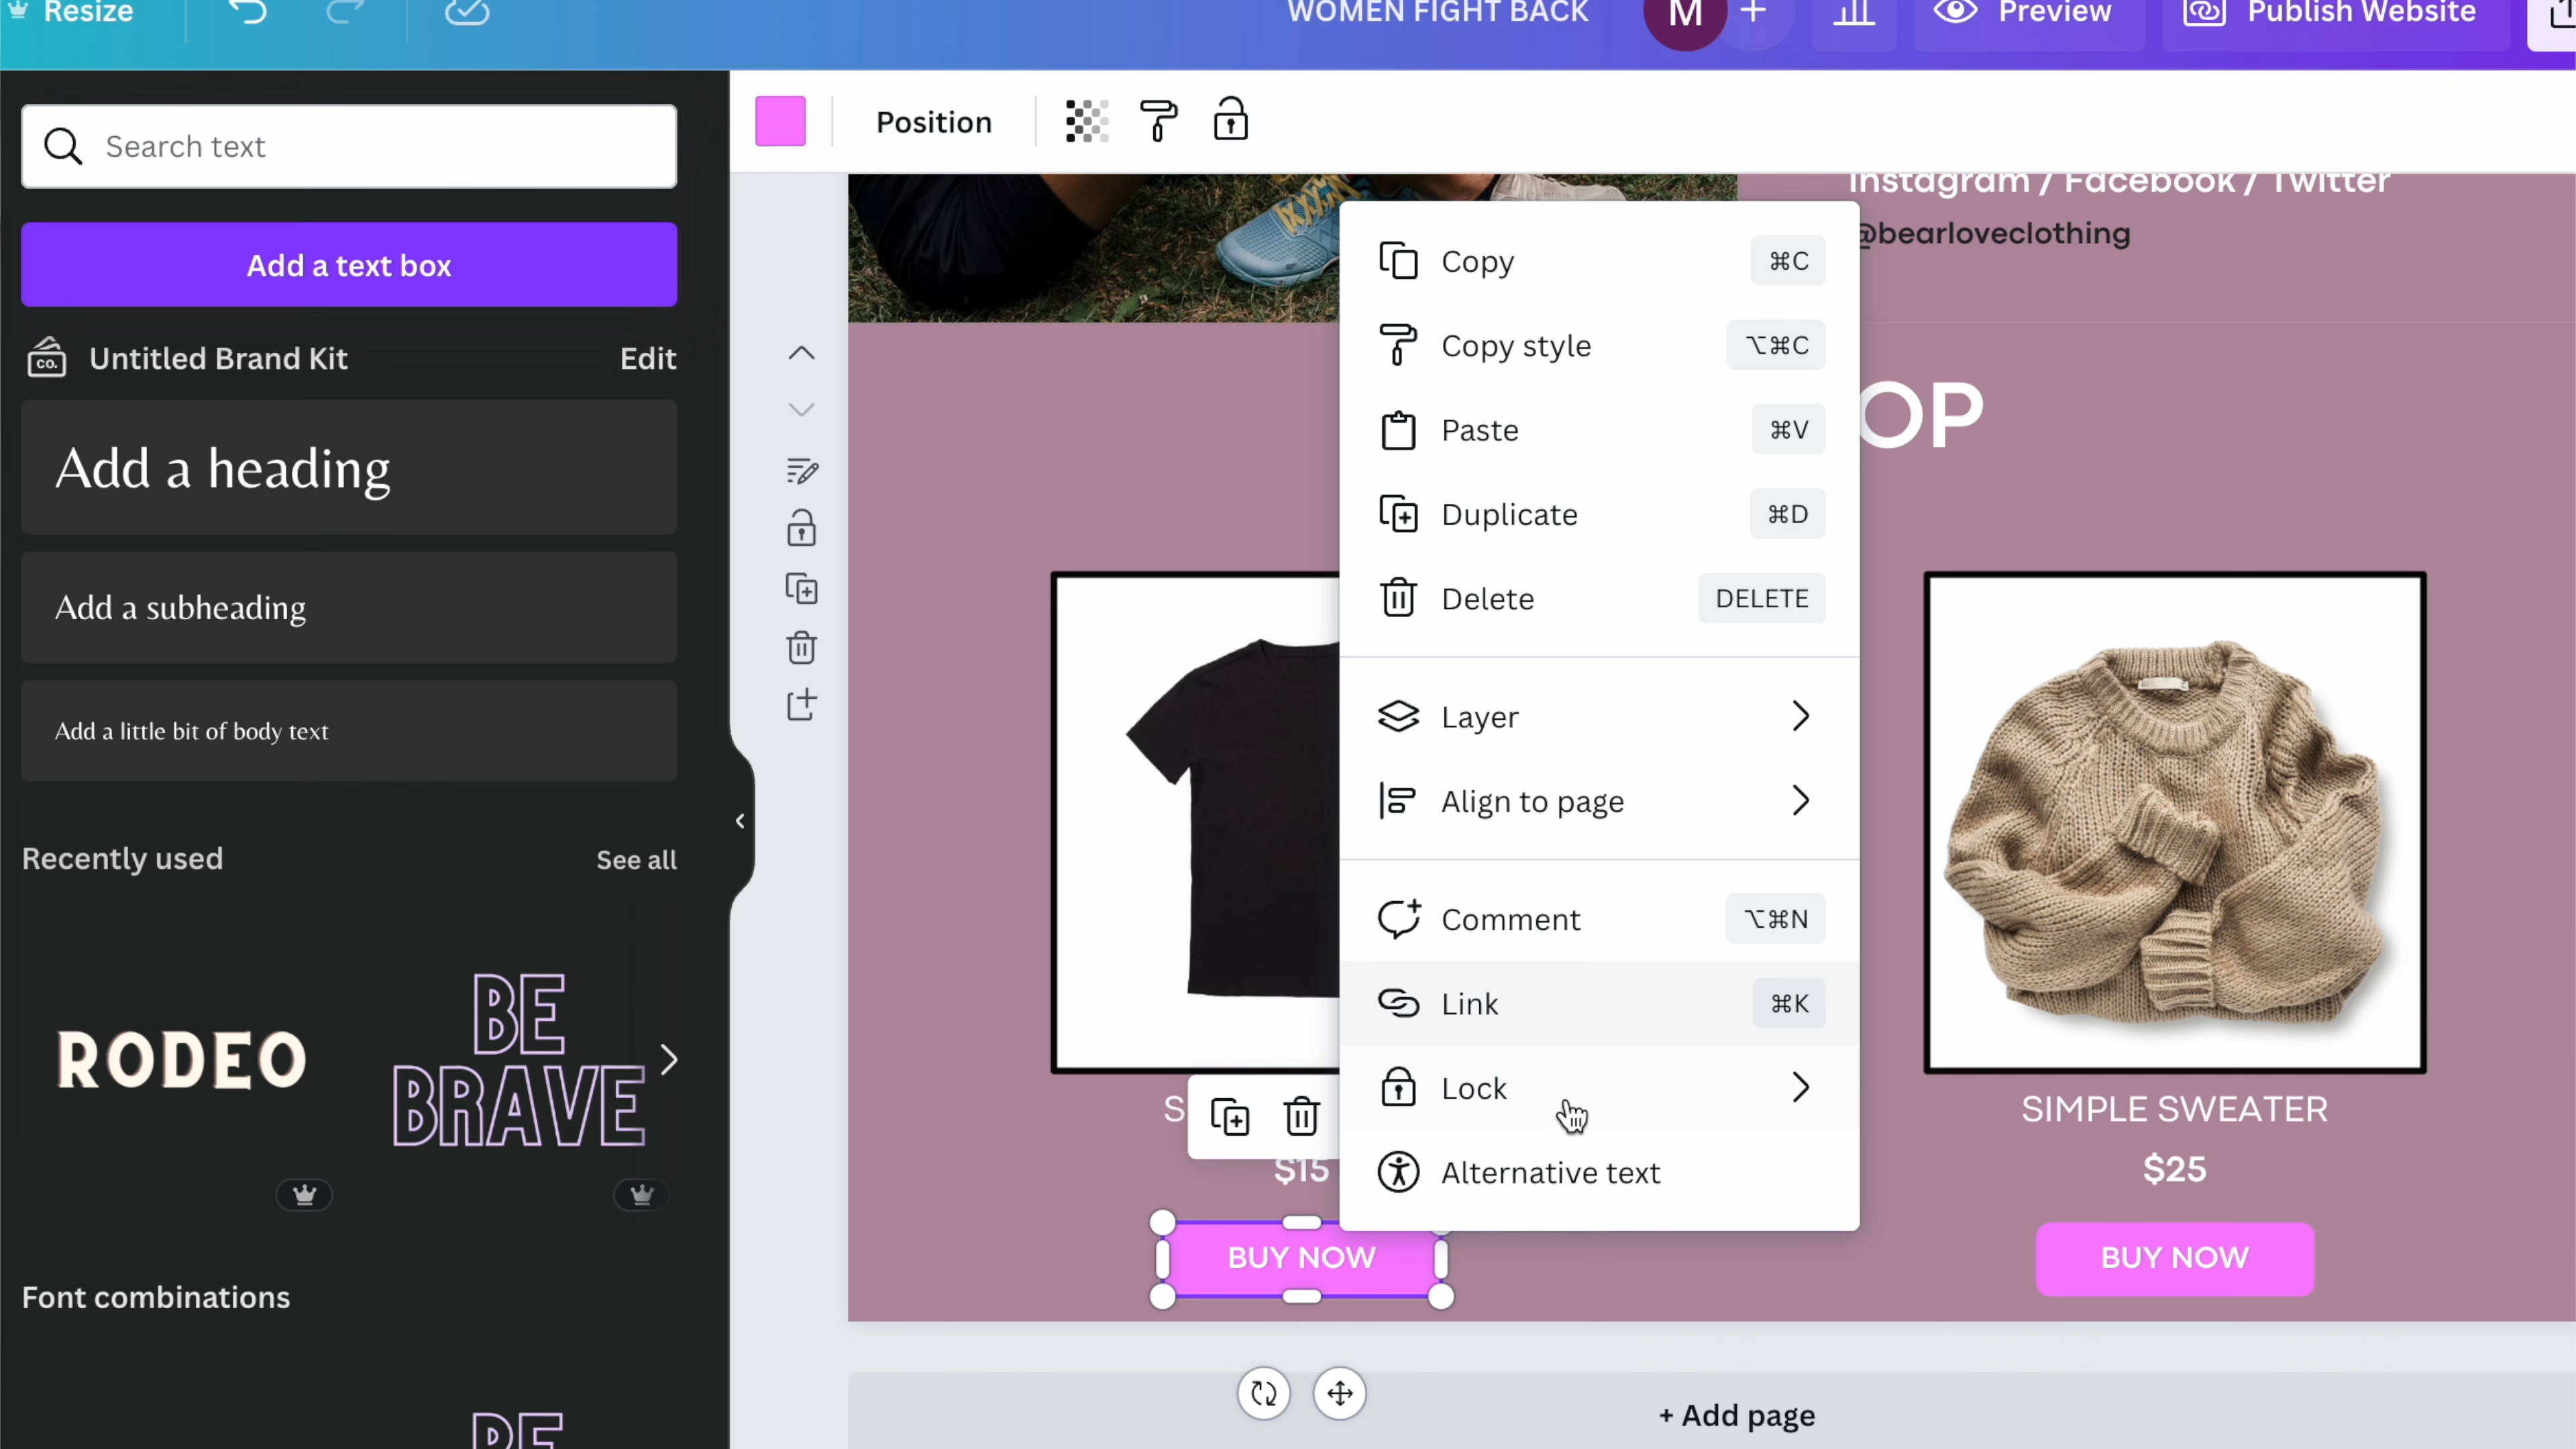 Resize
WOMEN FIGHT BACK
M
Preview
Publish Website
Search text
Position
Add a text box
co. Untitled Brand Kit
Edit
Add a heading
Add a subheading
Add a little bit of body text
Recently used
See all
RODEO
BE
BRAVE
Font combinations
BE
Instagram / Facebook / Twitter
@bearloveclothing
OP
Copy ⌘C
Copy style ⌥⌘C
Paste ⌘V
Duplicate ⌘D
Delete DELETE
Layer
Align to page
Comment ⌥⌘N
Link ⌘K
Lock
Alternative text
S
$15
BUY NOW
SIMPLE SWEATER
$25
BUY NOW
+ Add page